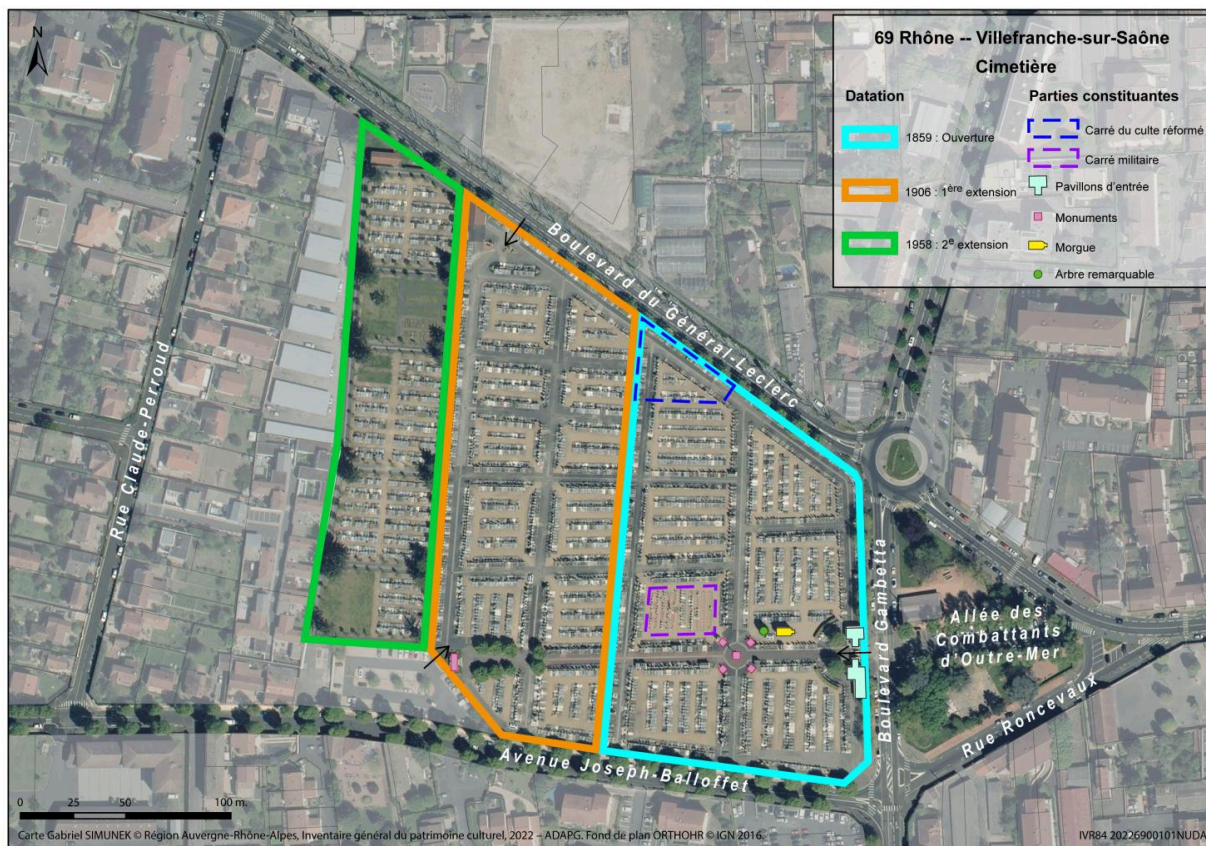 N
69 Rhône -- Villefranche-sur-Saône
Cimetière
Datation
1859 : Ouverture
1906 : 1ère extension
1958 : 2e extension
Parties constituantes
Carré du culte réformé
Carré militaire
Pavillons d'entrée
Monuments
Morgue
Arbre remarquable
Boulevard du Général-Leclerc
Rue Claude-Perroud
Boulevard Gambetta
Allée des
Combattants
d'Outre-Mer
Rue Roncevaux
Avenue Joseph-Balloffet
0 25 50 100 m.
Carte Gabriel SIMUNEK © Région Auvergne-Rhône-Alpes, Inventaire général du patrimoine culturel, 2022 – ADAPG. Fond de plan ORTHOHR © IGN 2016.
IVR84 20226900101NUDA